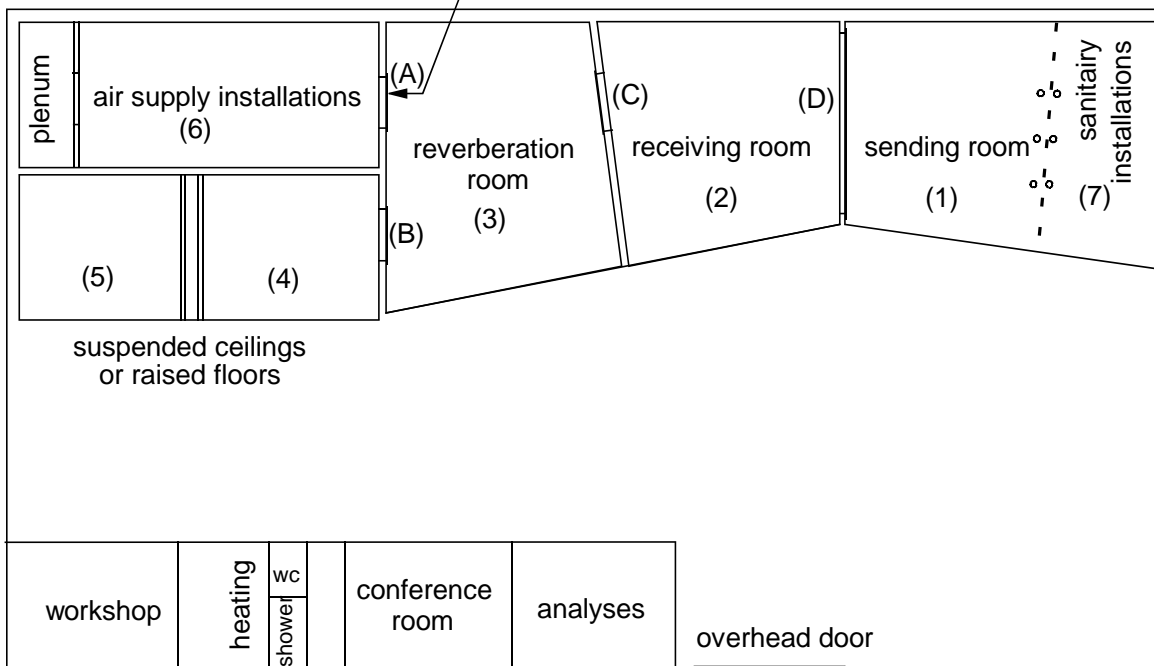 plenum
air supply installations
(6)
(A)
(B)
reverberation
room
(3)
(C)
receiving room
(2)
(D)
sending room
(1)
sanitairy
installations
(7)
(5)
(4)
suspended ceilings
or raised floors
workshop
heating
wc
shower
conference
room
analyses
overhead door